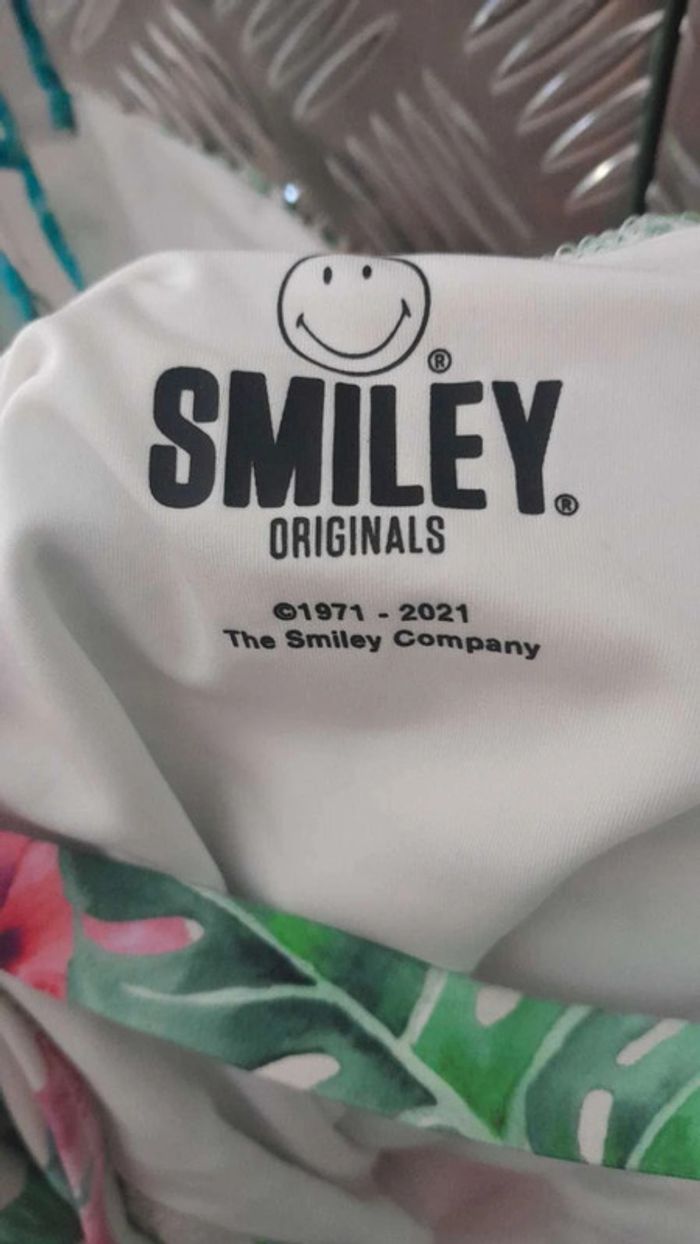 ®
SMILEY®
ORIGINALS
©1971 - 2021
The Smiley Company